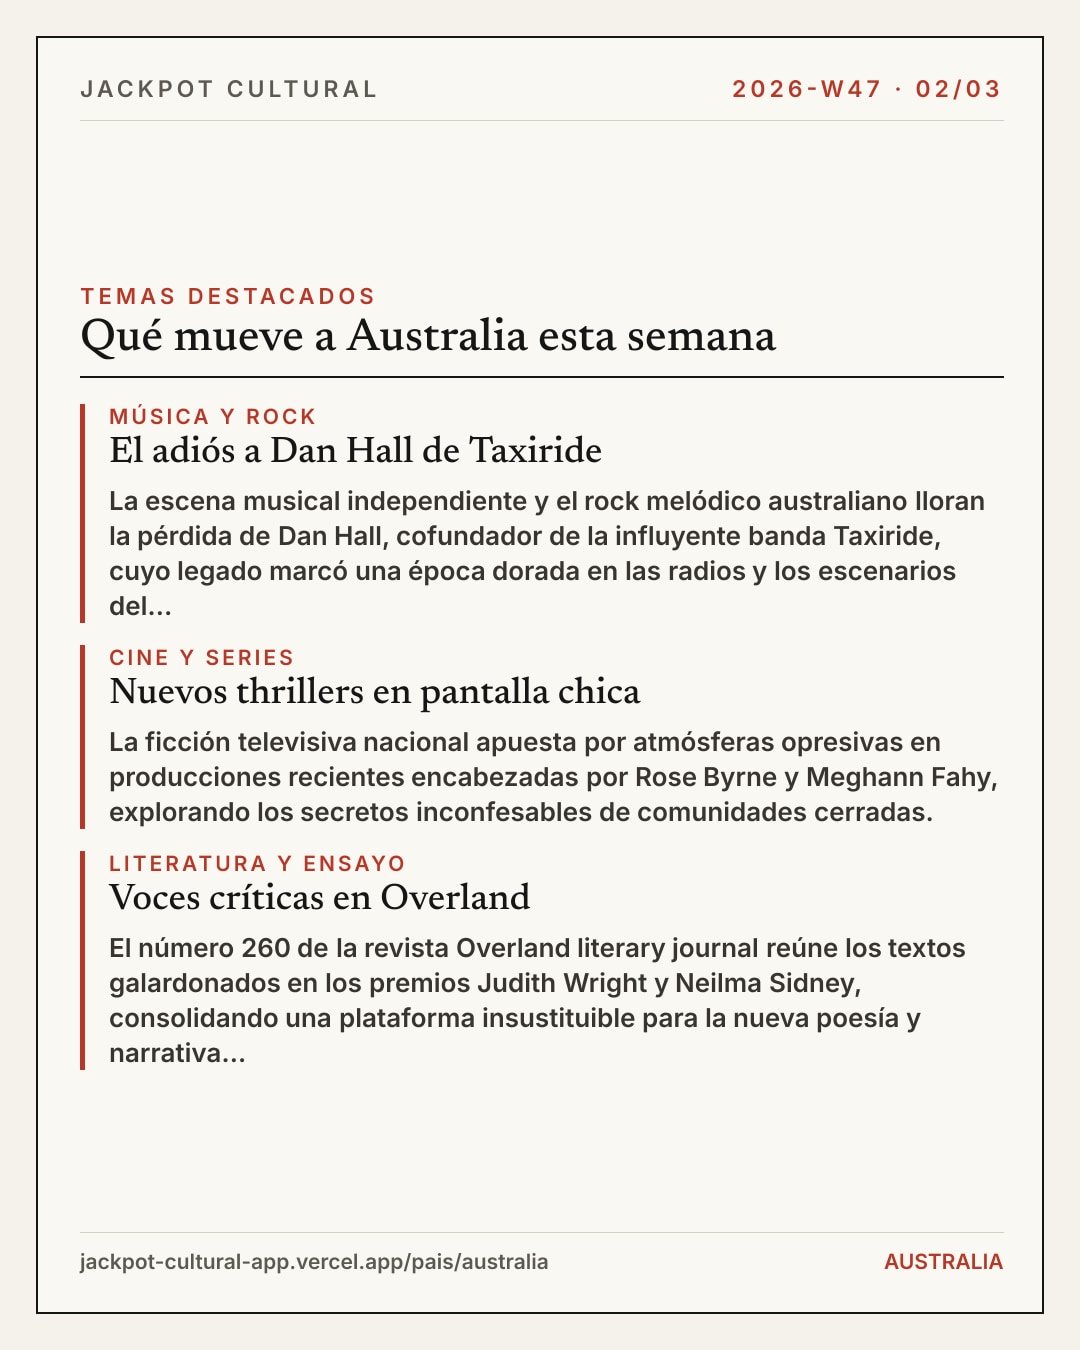 JACKPOT CULTURAL
2026-W47 · 02/03
TEMAS DESTACADOS
Qué mueve a Australia esta semana
MÚSICA Y ROCK
El adiós a Dan Hall de Taxiride
La escena musical independiente y el rock melódico australiano lloran
la pérdida de Dan Hall, cofundador de la influyente banda Taxiride,
cuyo legado marcó una época dorada en las radios y los escenarios
del...
CINE Y SERIES
Nuevos thrillers en pantalla chica
La ficción televisiva nacional apuesta por atmósferas opresivas en
producciones recientes encabezadas por Rose Byrne y Meghann Fahy,
explorando los secretos inconfesables de comunidades cerradas.
LITERATURA Y ENSAYO
Voces críticas en Overland
El número 260 de la revista Overland literary journal reúne los textos
galardonados en los premios Judith Wright y Neilma Sidney,
consolidando una plataforma insustituible para la nueva poesía y
narrativa...
jackpot-cultural-app.vercel.app/pais/australia
AUSTRALIA